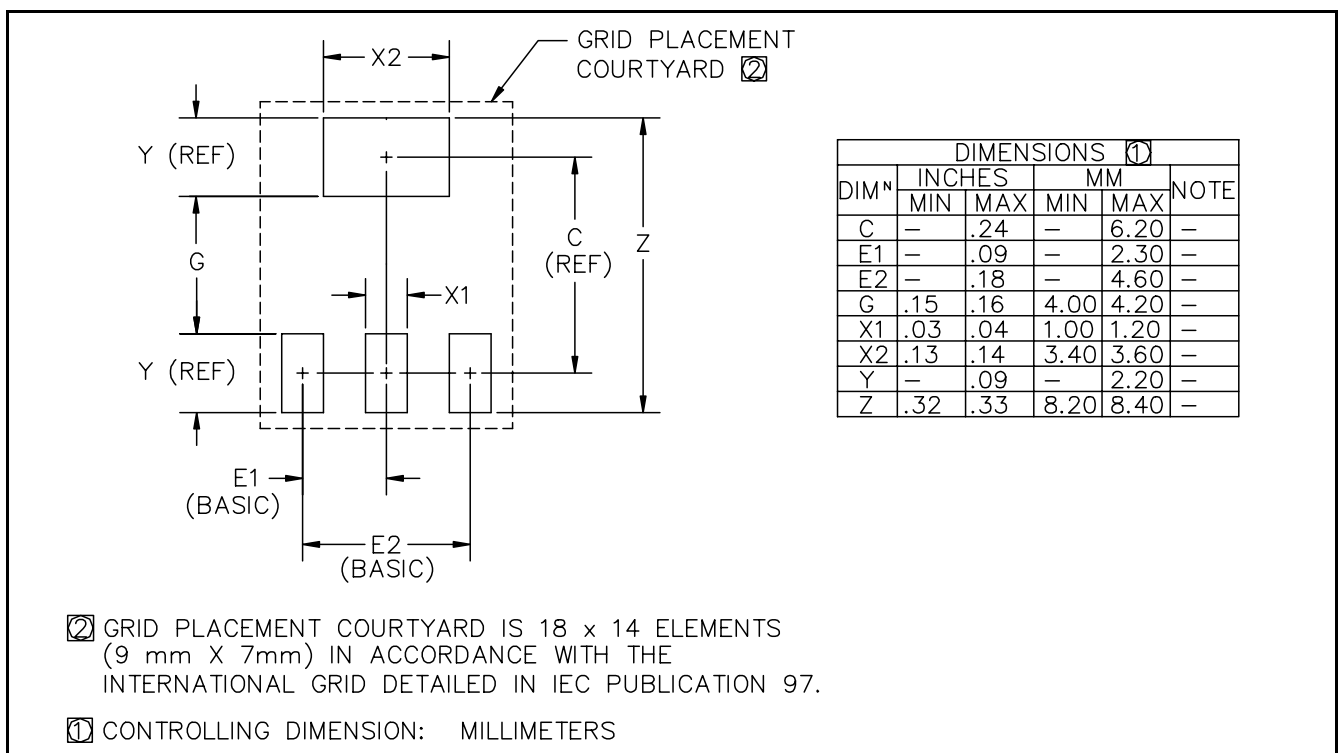 GRID PLACEMENT
COURTYARD ②
X2
Y (REF)
G
C
(REF)
Z
X1
Y (REF)
E1
(BASIC)
E2
(BASIC)
DIMENSIONS ①
DIMᴺ INCHES MM NOTE
MIN MAX MIN MAX
C – .24 – 6.20 –
E1 – .09 – 2.30 –
E2 – .18 – 4.60 –
G .15 .16 4.00 4.20 –
X1 .03 .04 1.00 1.20 –
X2 .13 .14 3.40 3.60 –
Y – .09 – 2.20 –
Z .32 .33 8.20 8.40 –
② GRID PLACEMENT COURTYARD IS 18 x 14 ELEMENTS
(9 mm X 7mm) IN ACCORDANCE WITH THE
INTERNATIONAL GRID DETAILED IN IEC PUBLICATION 97.
① CONTROLLING DIMENSION: MILLIMETERS